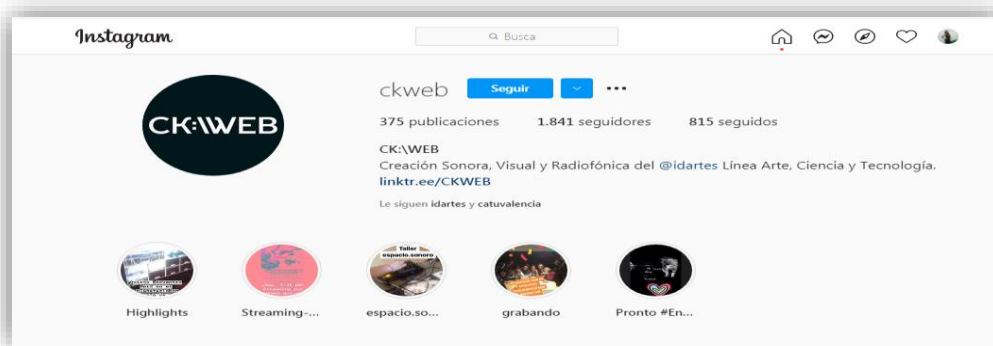 Instagram
Busca
CK:\WEB
ckweb Seguir
375 publicaciones 1.841 seguidores 815 seguidos
CK:\WEB
Creación Sonora, Visual y Radiofónica del @idartes Línea Arte, Ciencia y Tecnología.
linktr.ee/CKWEB
Le siguen idartes y catuvalencia
Taller
espacio.sonoro
Highlights Streaming-... espacio.so... grabando Pronto #En...